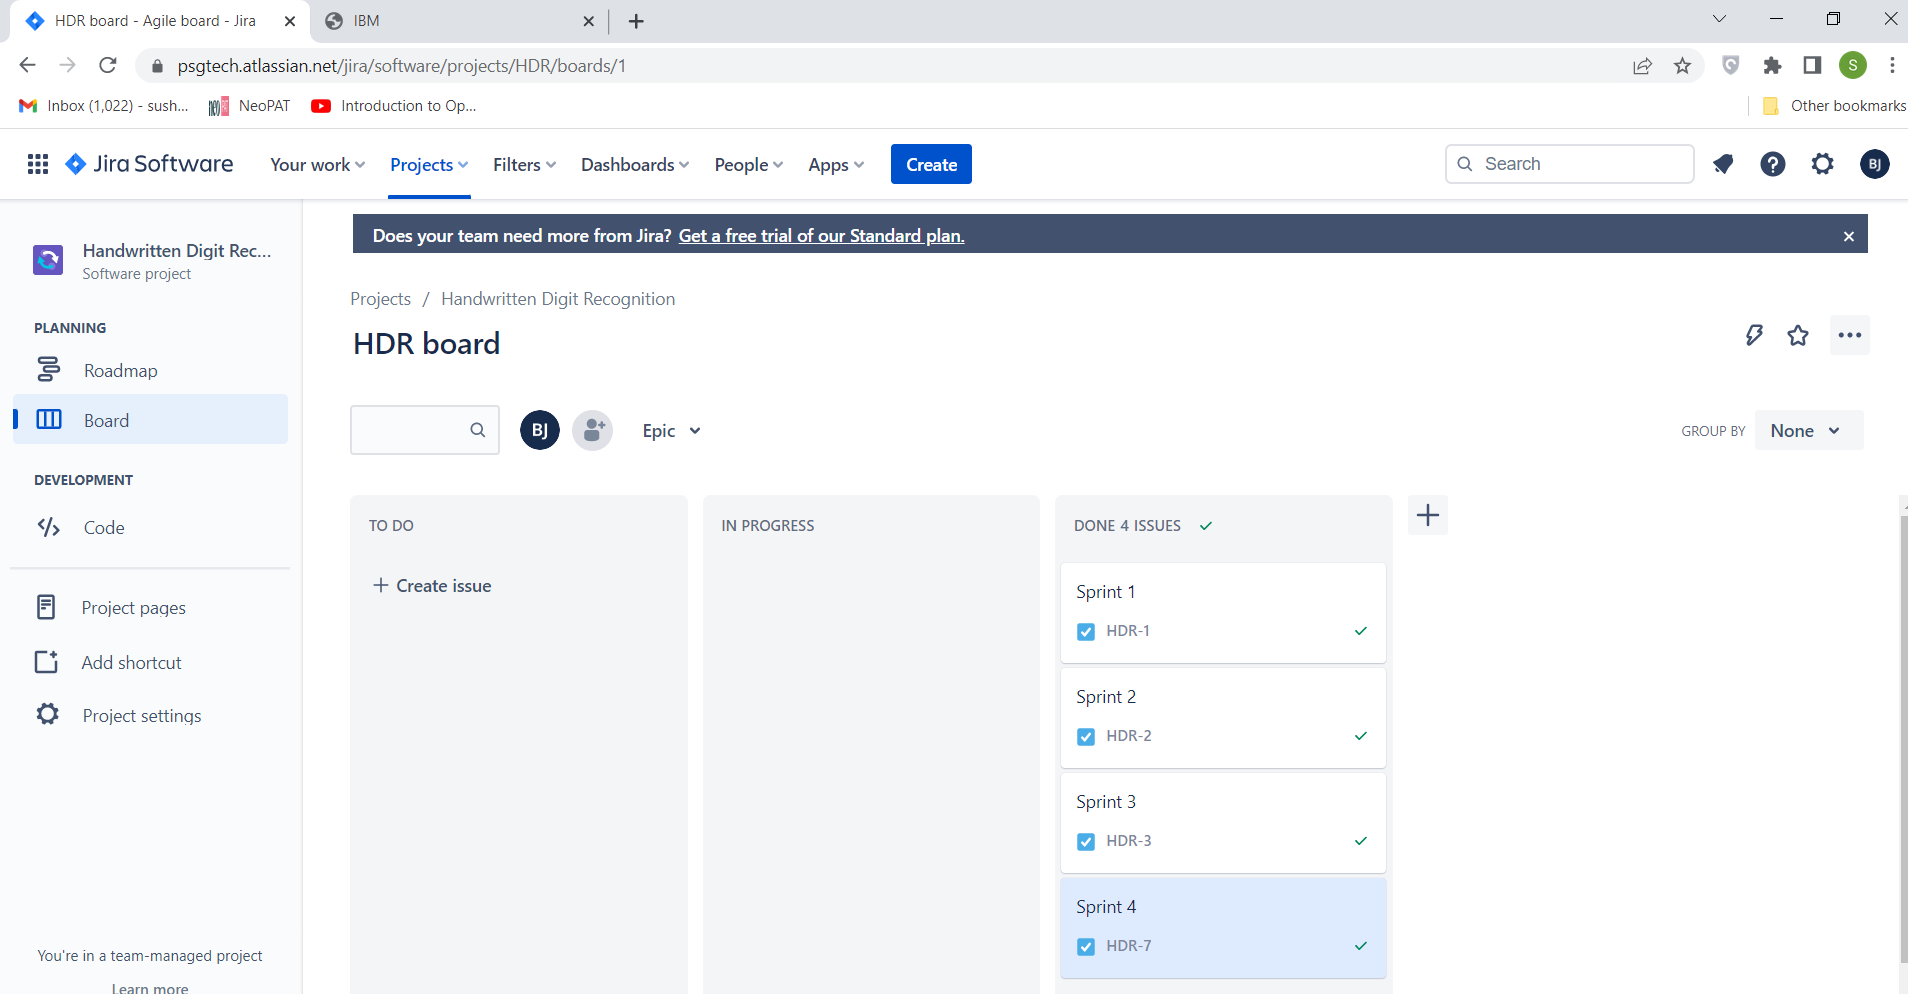 HDR board - Agile board - Jira
IBM
psgtech.atlassian.net/jira/software/projects/HDR/boards/1
S
Inbox (1,022) - sush...
NeoPAT
Introduction to Op...
Other bookmarks
Jira Software
Your work
Projects
Filters
Dashboards
People
Apps
Create
Search
BJ
Handwritten Digit Rec...
Software project
PLANNING
Roadmap
Board
DEVELOPMENT
Code
Project pages
Add shortcut
Project settings
You're in a team-managed project
Learn more
Does your team need more from Jira? Get a free trial of our Standard plan.
Projects / Handwritten Digit Recognition
HDR board
BJ
Epic
GROUP BY
None
TO DO
+ Create issue
IN PROGRESS
DONE 4 ISSUES
Sprint 1
HDR-1
Sprint 2
HDR-2
Sprint 3
HDR-3
Sprint 4
HDR-7